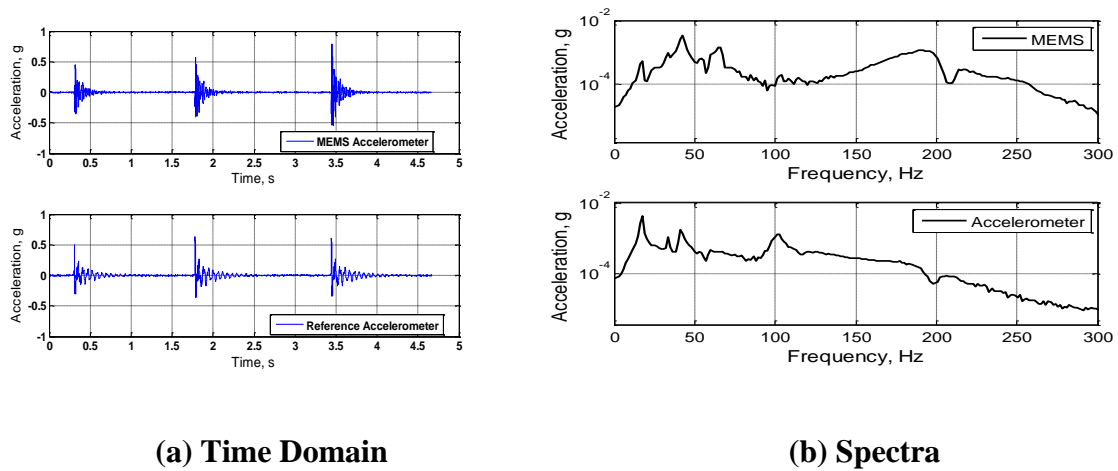 1
0.5
0
-0.5
-1
Acceleration, g
MEMS Accelerometer
0 0.5 1 1.5 2 2.5 3 3.5 4 4.5 5
Time, s
1
0.5
0
-0.5
-1
Acceleration, g
Reference Accelerometer
0 0.5 1 1.5 2 2.5 3 3.5 4 4.5 5
Time, s
(a) Time Domain
10-2
10-4
Acceleration, g
MEMS
0 50 100 150 200 250 300
Frequency, Hz
10-2
10-4
Acceleration, g
Accelerometer
0 50 100 150 200 250 300
Frequency, Hz
(b) Spectra